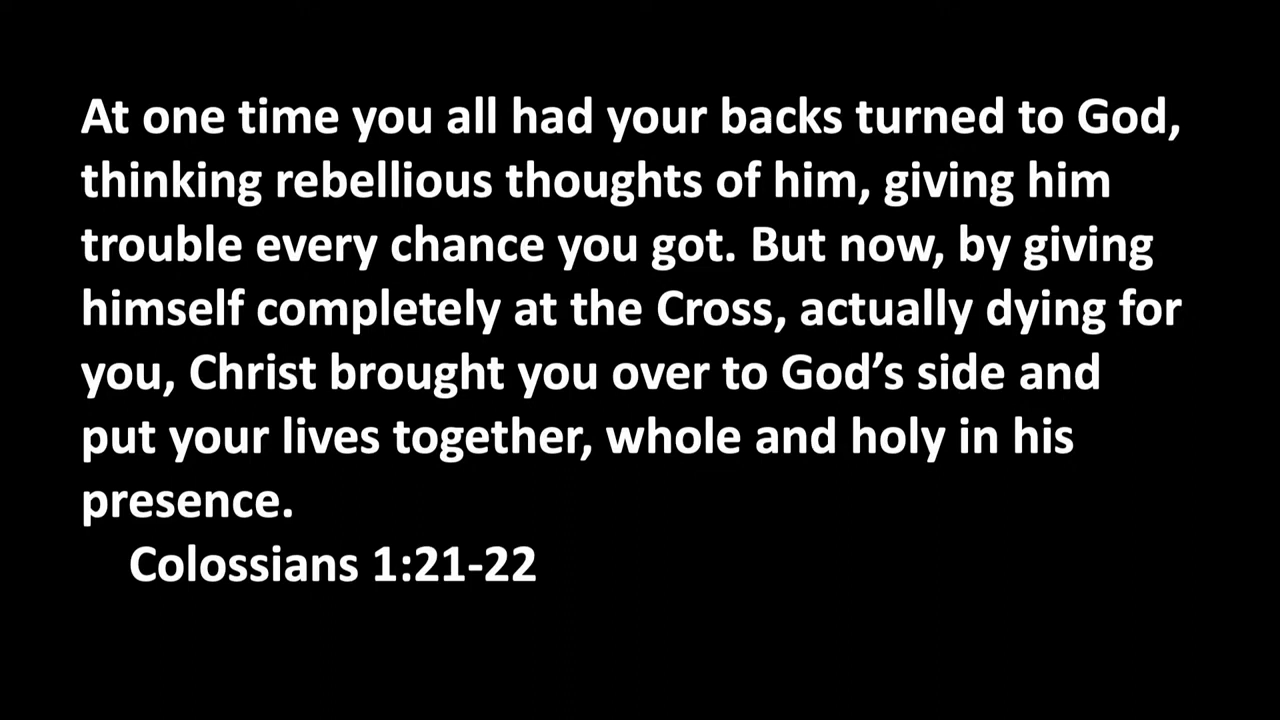 At one time you all had your backs turned to God,
thinking rebellious thoughts of him, giving him
trouble every chance you got. But now, by giving
himself completely at the Cross, actually dying for
you, Christ brought you over to God’s side and
put your lives together, whole and holy in his
presence.
Colossians 1:21-22